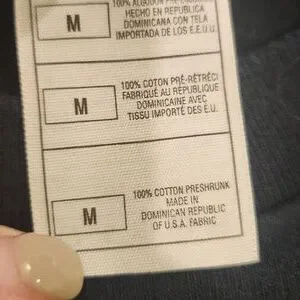 100% ALGODON PRE-ENCOGIDO
HECHO EN REPUBLICA
DOMINICANA CON TELA
IMPORTADA DE LOS E.E.U.U.
M
100% COTON PRÉ-RÉTRÉCI
FABRIQUÉ AU RÉPUBLIQUE
DOMINICAINE AVEC
TISSU IMPORTÉ DES É.U.
M
100% COTTON PRESHRUNK
MADE IN
DOMINICAN REPUBLIC
OF U.S.A. FABRIC
M